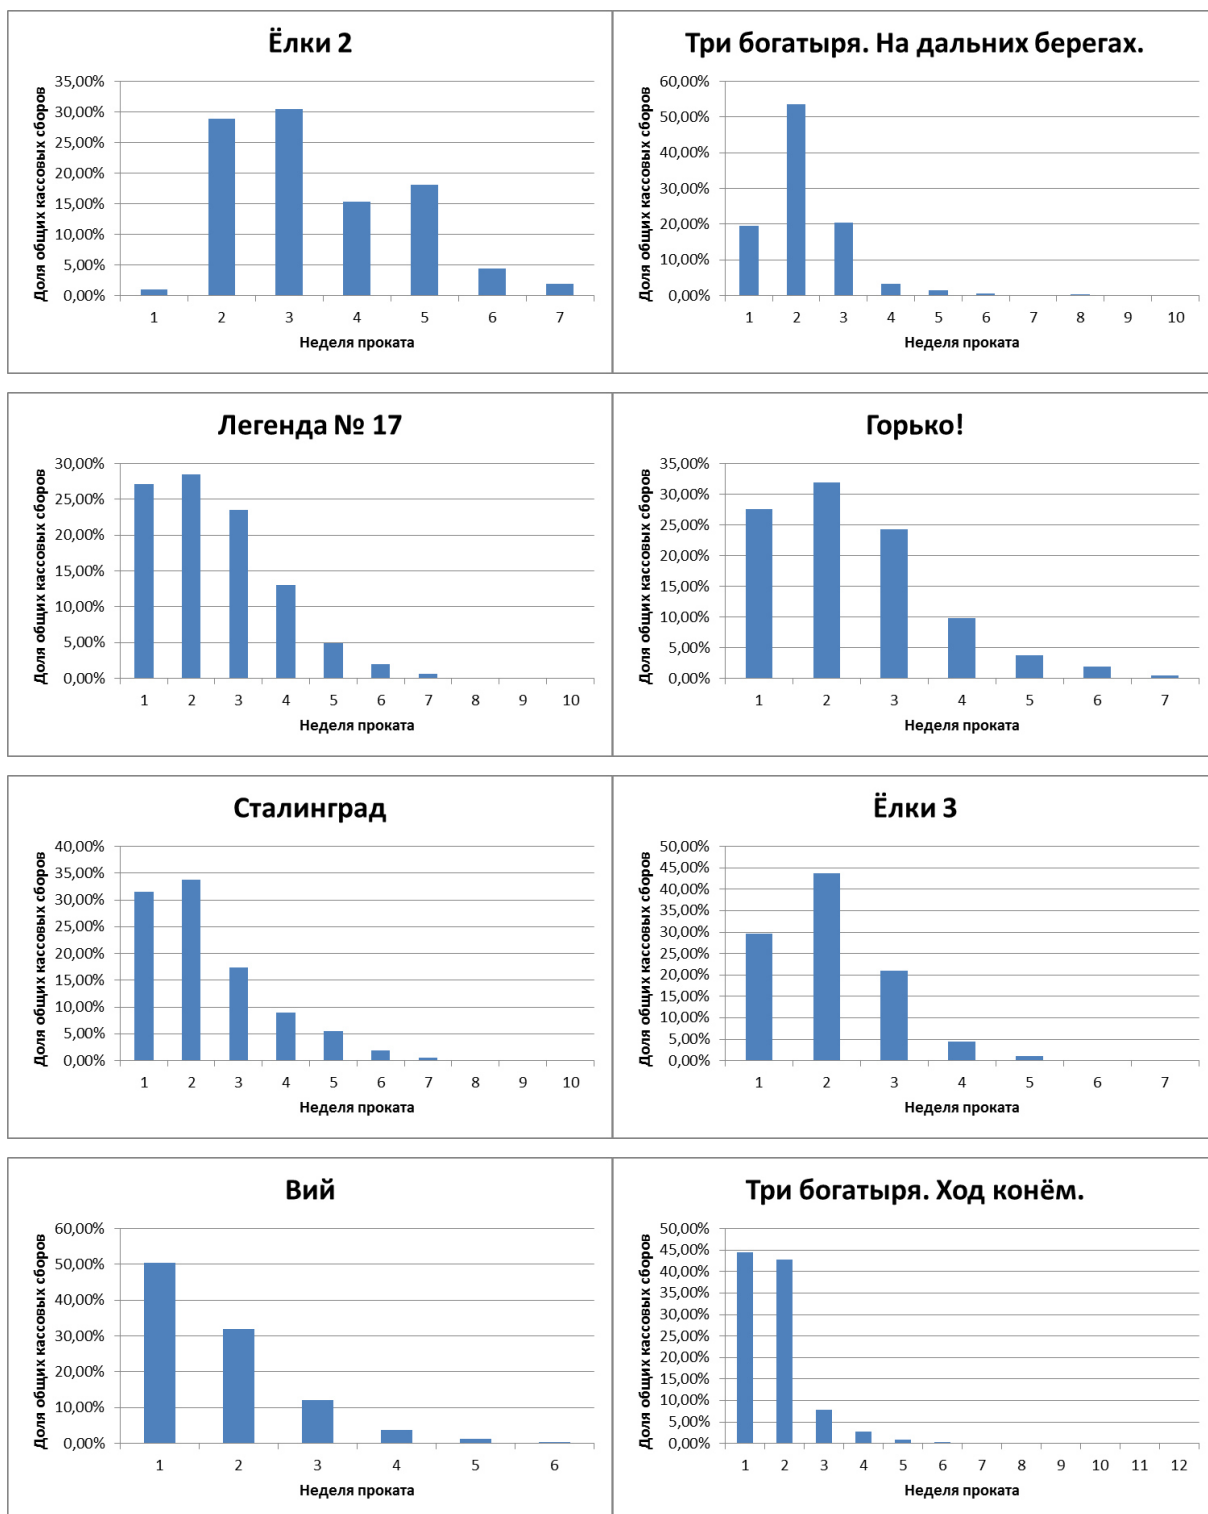 Ёлки 2
Доля общих кассовых сборов
35,00%
30,00%
25,00%
20,00%
15,00%
10,00%
5,00%
0,00%
1 2 3 4 5 6 7
Неделя проката
Три богатыря. На дальних берегах.
Доля общих кассовых сборов
60,00%
50,00%
40,00%
30,00%
20,00%
10,00%
0,00%
1 2 3 4 5 6 7 8 9 10
Неделя проката
Легенда № 17
Доля общих кассовых сборов
30,00%
25,00%
20,00%
15,00%
10,00%
5,00%
0,00%
1 2 3 4 5 6 7 8 9 10
Неделя проката
Горько!
Доля общих кассовых сборов
35,00%
30,00%
25,00%
20,00%
15,00%
10,00%
5,00%
0,00%
1 2 3 4 5 6 7
Неделя проката
Сталинград
Доля общих кассовых сборов
40,00%
35,00%
30,00%
25,00%
20,00%
15,00%
10,00%
5,00%
0,00%
1 2 3 4 5 6 7 8 9 10
Неделя проката
Ёлки 3
Доля общих кассовых сборов
50,00%
45,00%
40,00%
35,00%
30,00%
25,00%
20,00%
15,00%
10,00%
5,00%
0,00%
1 2 3 4 5 6 7
Неделя проката
Вий
Доля общих кассовых сборов
60,00%
50,00%
40,00%
30,00%
20,00%
10,00%
0,00%
1 2 3 4 5 6
Неделя проката
Три богатыря. Ход конём.
Доля общих кассовых сборов
50,00%
45,00%
40,00%
35,00%
30,00%
25,00%
20,00%
15,00%
10,00%
5,00%
0,00%
1 2 3 4 5 6 7 8 9 10 11 12
Неделя проката